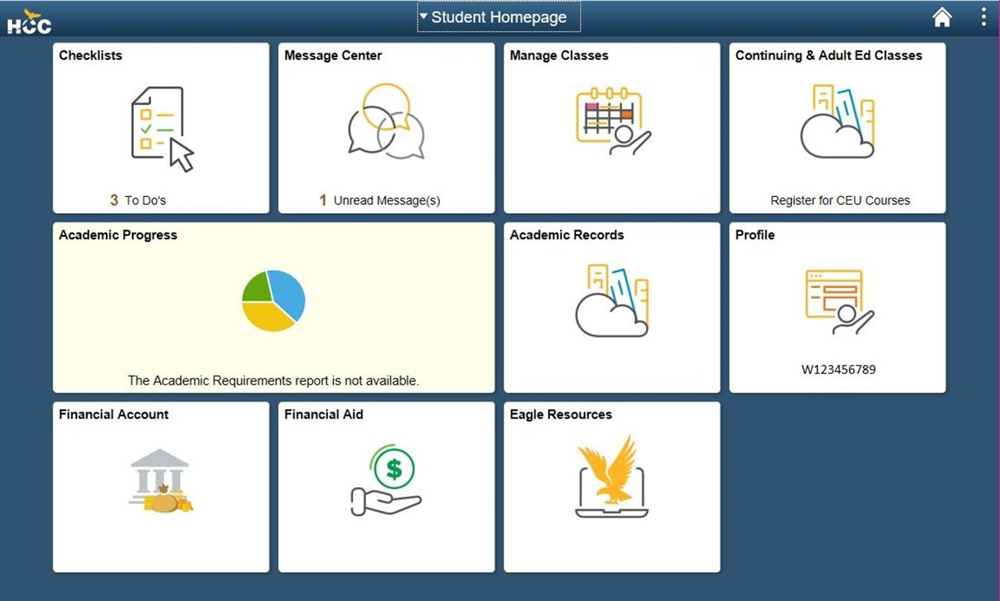 HCC
Student Homepage
Checklists
3 To Do's
Message Center
1 Unread Message(s)
Manage Classes
Continuing & Adult Ed Classes
Register for CEU Courses
Academic Progress
The Academic Requirements report is not available.
Academic Records
Profile
W123456789
Financial Account
Financial Aid
$
Eagle Resources